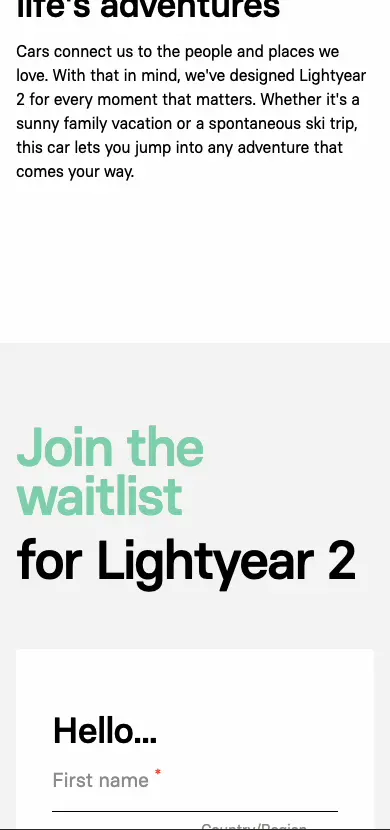 life's adventures
Cars connect us to the people and places we
love. With that in mind, we've designed Lightyear
2 for every moment that matters. Whether it's a
sunny family vacation or a spontaneous ski trip,
this car lets you jump into any adventure that
comes your way.
Join the
waitlist
for Lightyear 2
Hello...
First name *
Country/Region